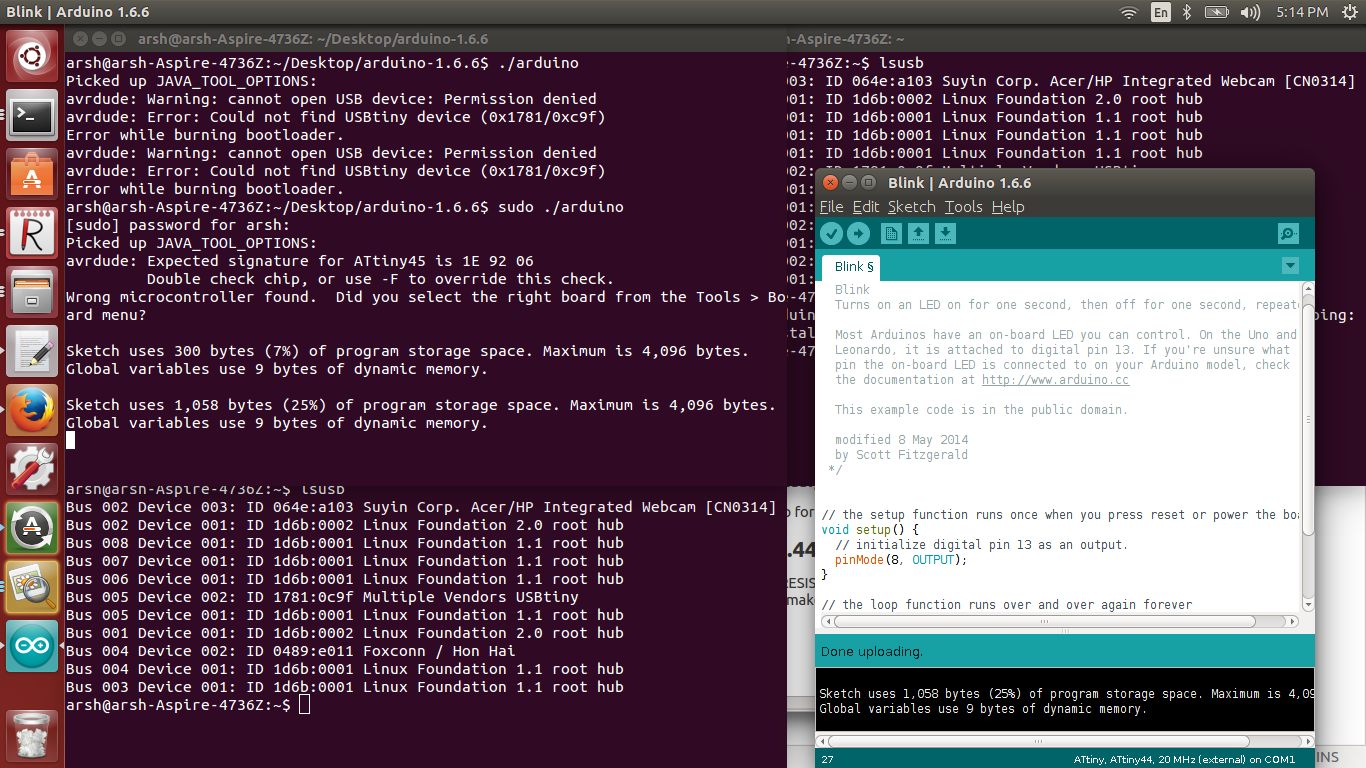 Blink | Arduino 1.6.6
En
5:14 PM
arsh@arsh-Aspire-4736Z: ~/Desktop/arduino-1.6.6
arsh@arsh-Aspire-4736Z:~/Desktop/arduino-1.6.6$ ./arduino
Picked up JAVA_TOOL_OPTIONS:
avrdude: Warning: cannot open USB device: Permission denied
avrdude: Error: Could not find USBtiny device (0x1781/0xc9f)
Error while burning bootloader.
avrdude: Warning: cannot open USB device: Permission denied
avrdude: Error: Could not find USBtiny device (0x1781/0xc9f)
Error while burning bootloader.
arsh@arsh-Aspire-4736Z:~/Desktop/arduino-1.6.6$ sudo ./arduino
[sudo] password for arsh:
Picked up JAVA_TOOL_OPTIONS:
avrdude: Expected signature for ATtiny45 is 1E 92 06
Double check chip, or use -F to override this check.
Wrong microcontroller found.  Did you select the right board from the Tools > Bo
ard menu?
Sketch uses 300 bytes (7%) of program storage space. Maximum is 4,096 bytes.
Global variables use 9 bytes of dynamic memory.
Sketch uses 1,058 bytes (25%) of program storage space. Maximum is 4,096 bytes.
Global variables use 9 bytes of dynamic memory.
arsh@arsh-Aspire-4736Z:~$ lsusb
Bus 002 Device 003: ID 064e:a103 Suyin Corp. Acer/HP Integrated Webcam [CN0314]
Bus 002 Device 001: ID 1d6b:0002 Linux Foundation 2.0 root hub
Bus 008 Device 001: ID 1d6b:0001 Linux Foundation 1.1 root hub
Bus 007 Device 001: ID 1d6b:0001 Linux Foundation 1.1 root hub
Bus 006 Device 001: ID 1d6b:0001 Linux Foundation 1.1 root hub
Bus 005 Device 002: ID 1781:0c9f Multiple Vendors USBtiny
Bus 005 Device 001: ID 1d6b:0001 Linux Foundation 1.1 root hub
Bus 001 Device 001: ID 1d6b:0002 Linux Foundation 2.0 root hub
Bus 004 Device 002: ID 0489:e011 Foxconn / Hon Hai
Bus 004 Device 001: ID 1d6b:0001 Linux Foundation 1.1 root hub
Bus 003 Device 001: ID 1d6b:0001 Linux Foundation 1.1 root hub
arsh@arsh-Aspire-4736Z:~$
-Aspire-4736Z: ~
e-4736Z:~$ lsusb
003: ID 064e:a103 Suyin Corp. Acer/HP Integrated Webcam [CN0314]
001: ID 1d6b:0002 Linux Foundation 2.0 root hub
001: ID 1d6b:0001 Linux Foundation 1.1 root hub
001: ID 1d6b:0001 Linux Foundation 1.1 root hub
001: ID 1d6b:0001 Linux Foundation 1.1 root hub
Blink | Arduino 1.6.6
File Edit Sketch Tools Help
Blink §
Blink
Turns on an LED on for one second, then off for one second, repeate
Most Arduinos have an on-board LED you can control. On the Uno and
Leonardo, it is attached to digital pin 13. If you're unsure what
pin the on-board LED is connected to on your Arduino model, check
the documentation at http://www.arduino.cc
This example code is in the public domain.
modified 8 May 2014
by Scott Fitzgerald
*/
// the setup function runs once when you press reset or power the boa
void setup() {
// initialize digital pin 13 as an output.
pinMode(8, OUTPUT);
}
// the loop function runs over and over again forever
Done uploading.
Sketch uses 1,058 bytes (25%) of program storage space. Maximum is 4,09
Global variables use 9 bytes of dynamic memory.
27
ATtiny, ATtiny44, 20 MHz (external) on COM1